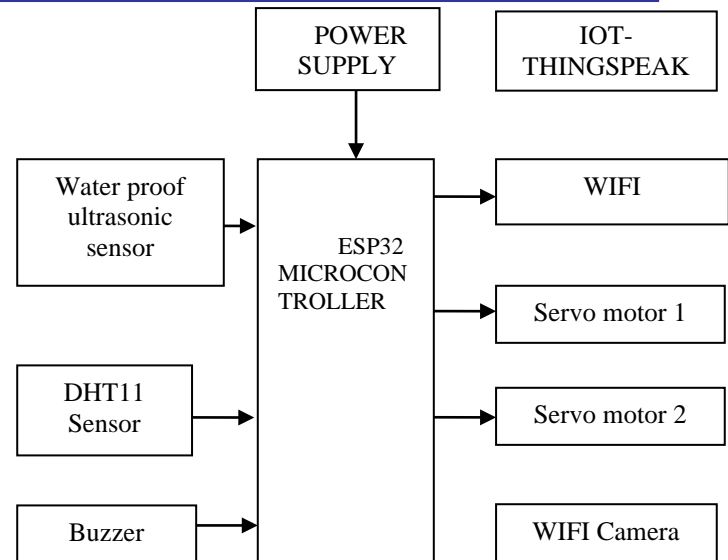 POWER
SUPPLY
IOT-
THINGSPEAK
Water proof
ultrasonic
sensor
WIFI
ESP32
MICROCON
TROLLER
Servo motor 1
DHT11
Sensor
Servo motor 2
Buzzer
WIFI Camera